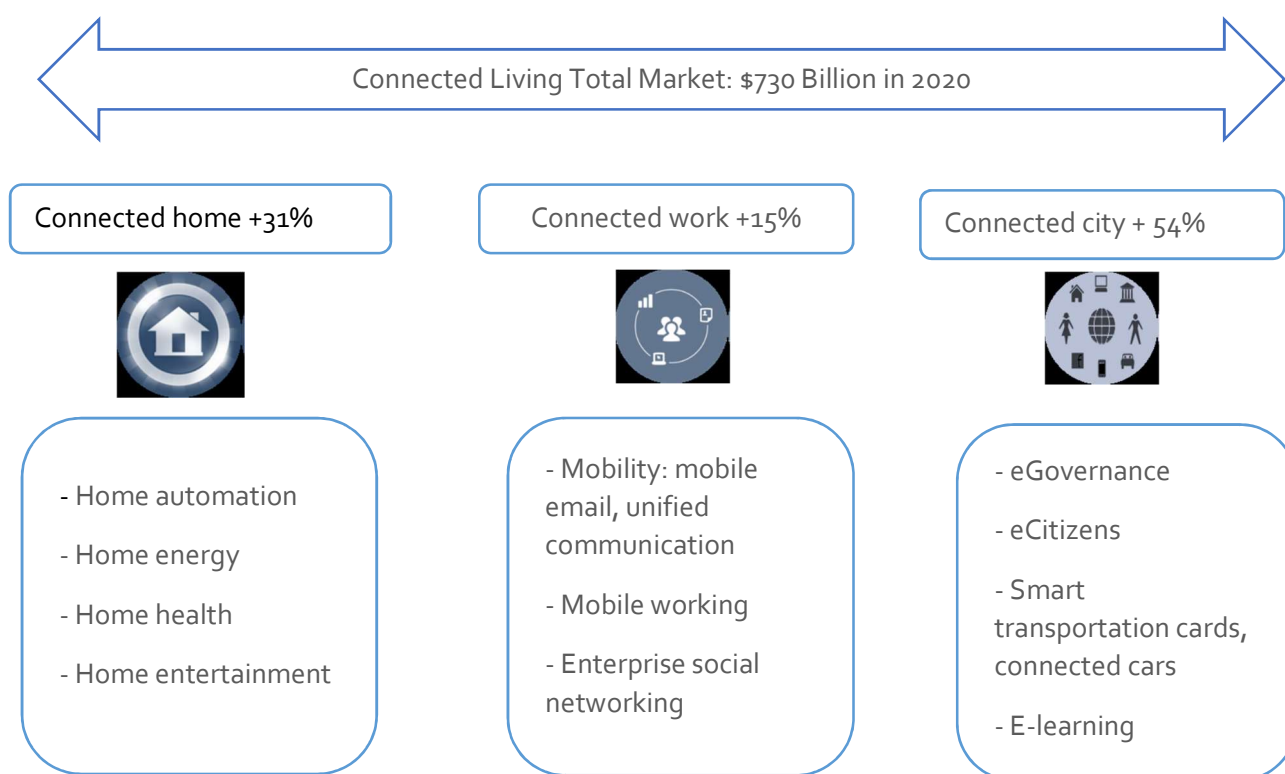 Connected Living Total Market: $730 Billion in 2020
Connected home +31%
Connected work +15%
Connected city + 54%
- Home automation
- Home energy
- Home health
- Home entertainment
- Mobility: mobile
email, unified
communication
- Mobile working
- Enterprise social
networking
- eGovernance
- eCitizens
- Smart
transportation cards,
connected cars
- E-learning